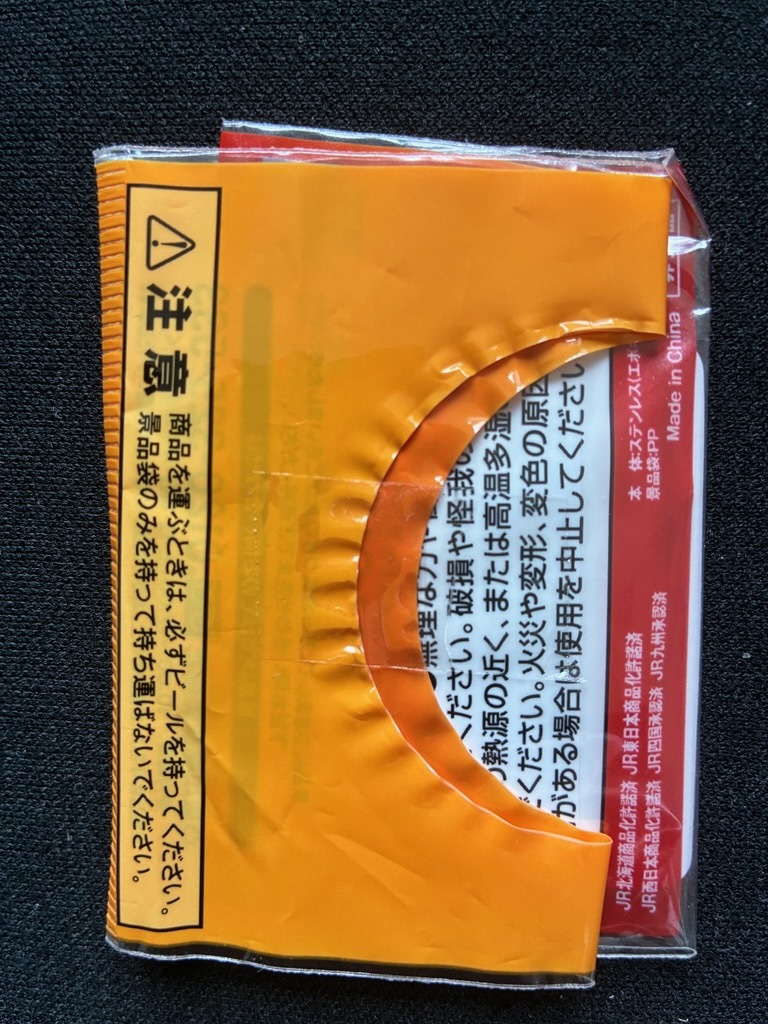 注意
商品を運ぶときは、必ずビールを持ってください。
景品袋のみを持って持ち運ばないでください。
無理な力や
ください。破損や怪我の
熱源の近く、または高温多湿
ください。火災や変形、変色の原因
がある場合は使用を中止してください
本 体:ステンレス(エポ
景品袋:PP
Made in China
JR北海道商品化許諾済 JR東日本商品化許諾済
JR西日本商品化許諾済 JR四国承認済 JR九州承認済